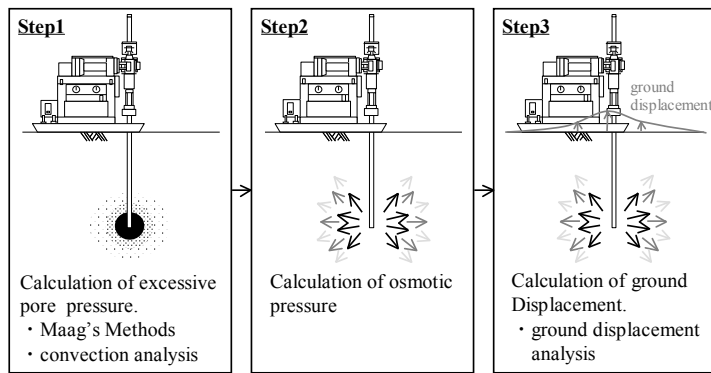 Step1
Calculation of excessive
pore pressure.
・Maag's Methods
・convection analysis
Step2
Calculation of osmotic
pressure
Step3
ground
displacement
Calculation of ground
Displacement.
・ground displacement
analysis